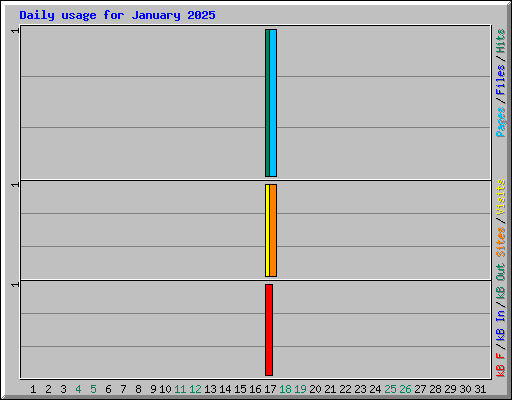 Daily usage for January 2025
1
Pages / Files / Hits
1
Sites / Visits
1
kB F / kB In / kB Out
1 2 3 4 5 6 7 8 9 10 11 12 13 14 15 16 17 18 19 20 21 22 23 24 25 26 27 28 29 30 31